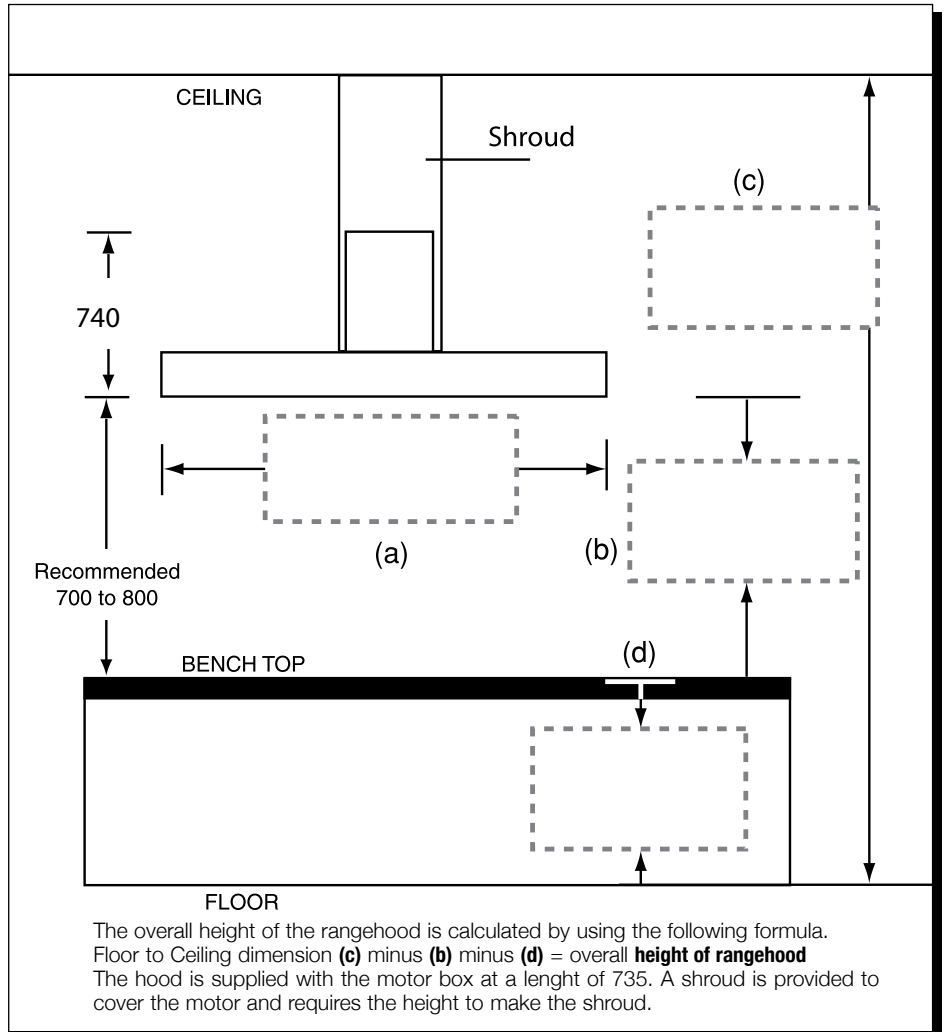 CEILING
Shroud
(c)
740
(a)
(b)
Recommended
700 to 800
BENCH TOP
(d)
FLOOR
The overall height of the rangehood is calculated by using the following formula.
Floor to Ceiling dimension (c) minus (b) minus (d) = overall height of rangehood
The hood is supplied with the motor box at a lenght of 735. A shroud is provided to
cover the motor and requires the height to make the shroud.